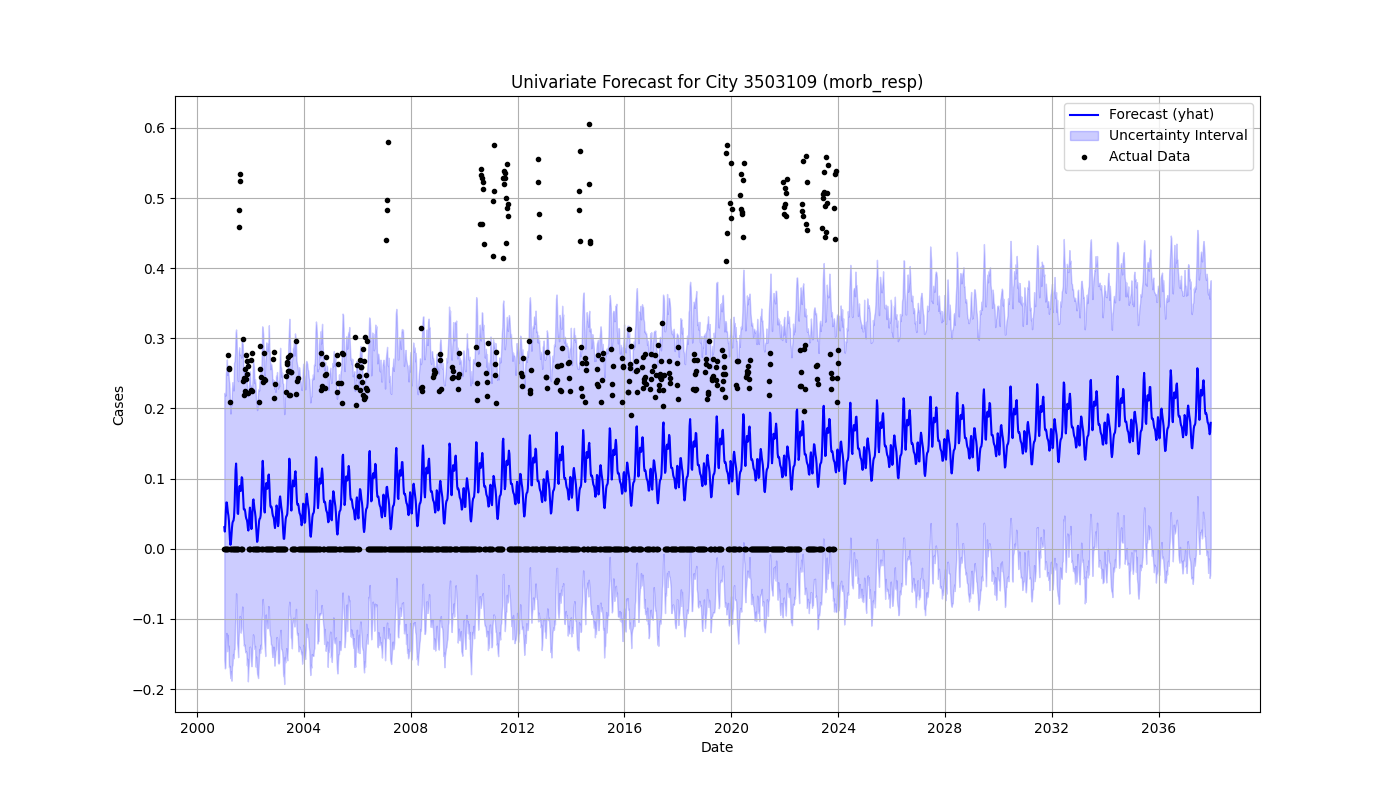 Univariate Forecast for City 3503109 (morb_resp)
Forecast (yhat)
Uncertainty Interval
Actual Data
Cases
0.6
0.5
0.4
0.3
0.2
0.1
0.0
−0.1
−0.2
2000 2004 2008 2012 2016 2020 2024 2028 2032 2036
Date